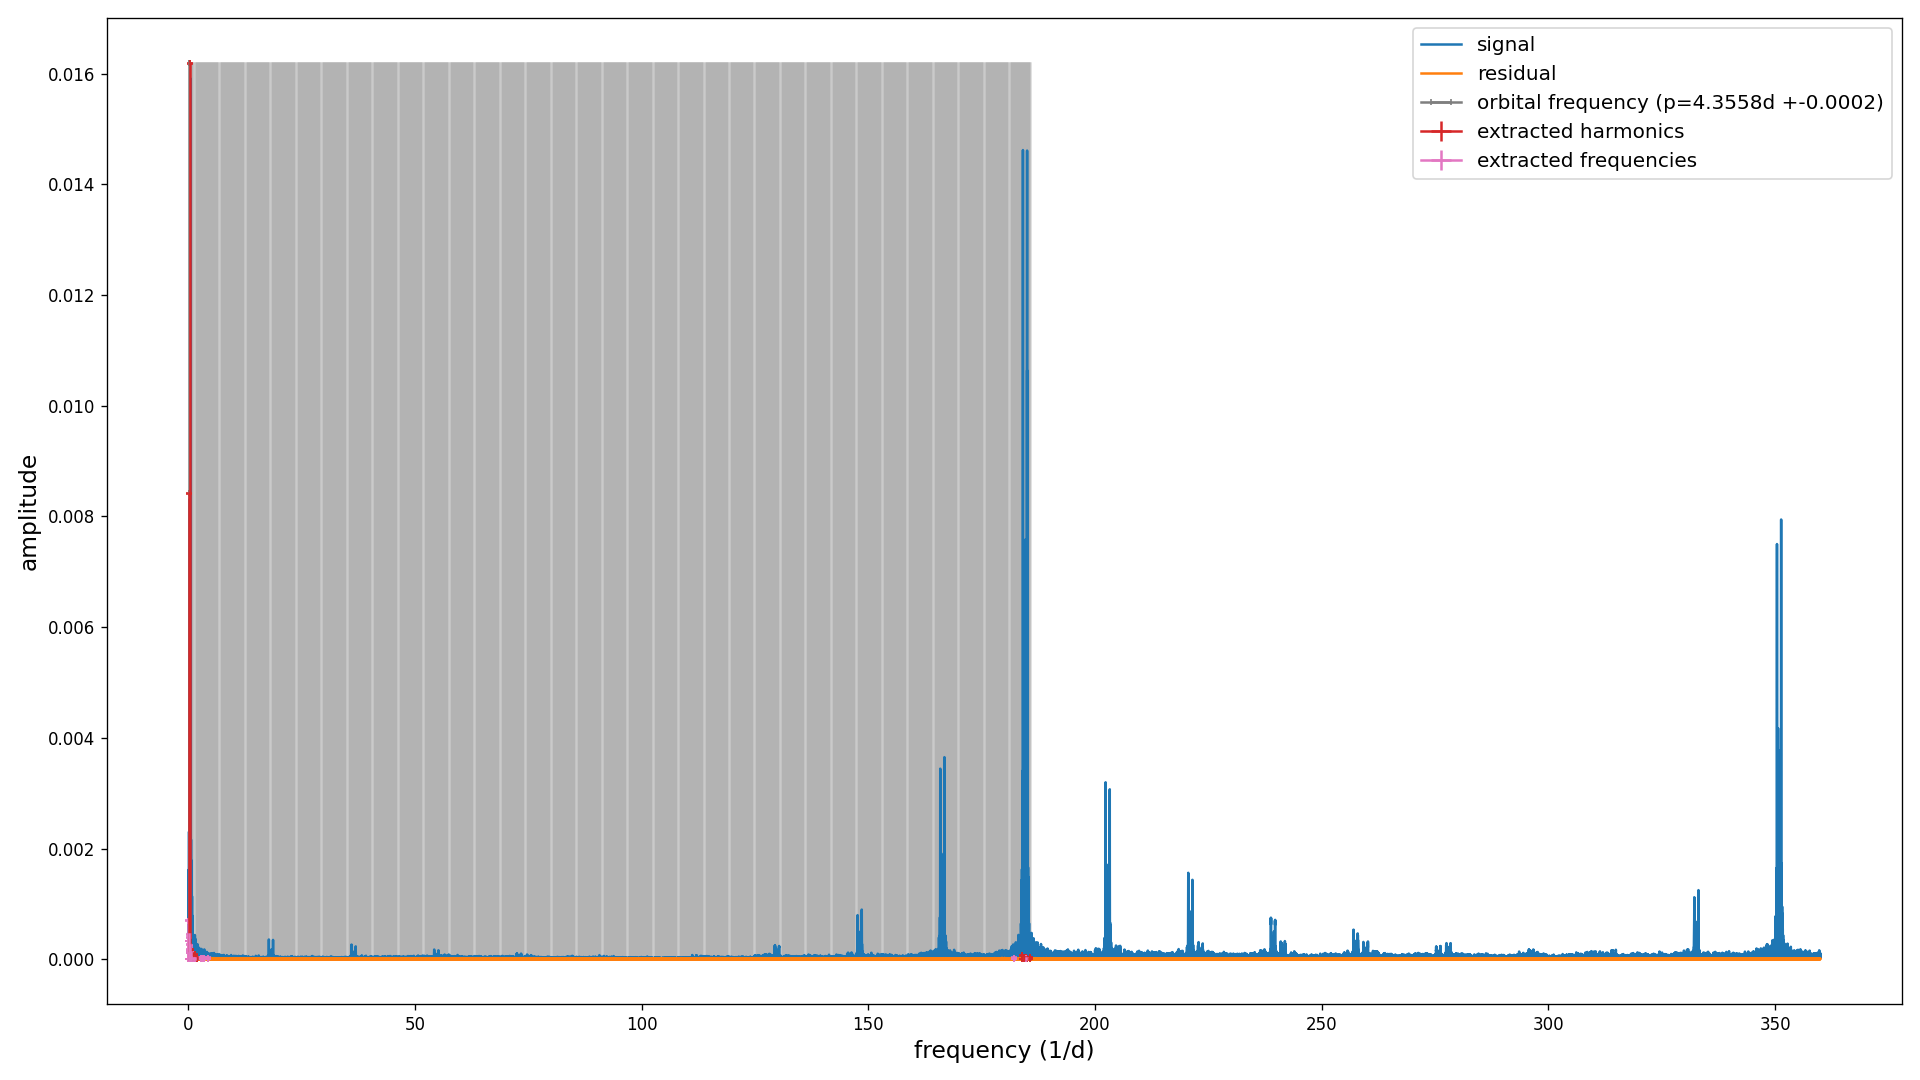 signal
residual
orbital frequency (p=4.3558d +-0.0002)
extracted harmonics
extracted frequencies
0.016
0.014
0.012
0.010
0.008
0.006
0.004
0.002
0.000
amplitude
0 50 100 150 200 250 300 350
frequency (1/d)